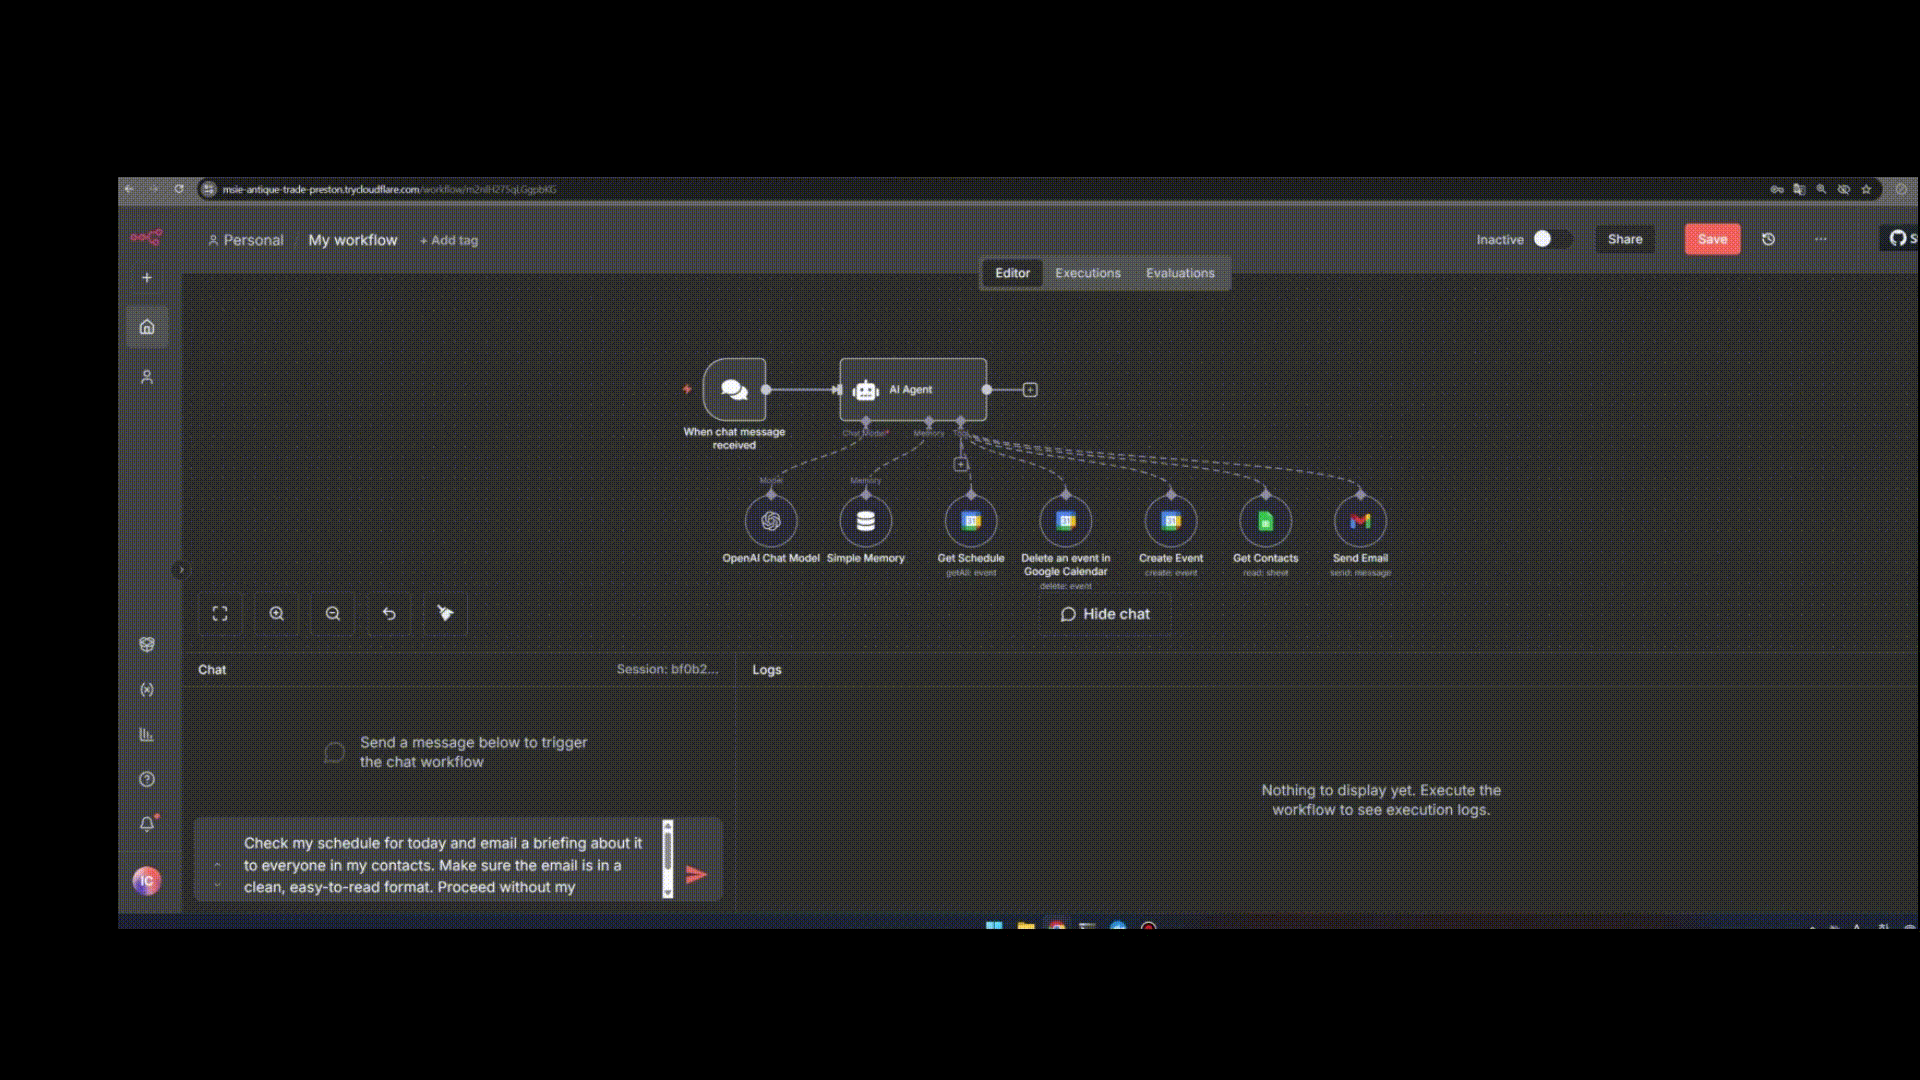 msie-antique-trade-preston.trycloudflare.com/workflow/
Personal / My workflow + Add tag
Inactive
Share
Save
Editor Executions Evaluations
AI Agent
When chat message
received
Chat Model*
Memory
Model
Memory
OpenAI Chat Model
Simple Memory
Get Schedule
getAll: event
Delete an event in
Google Calendar
delete: event
Create Event
create: event
Get Contacts
read: sheet
Send Email
send: message
Hide chat
Chat
Session: bf0b2...
Logs
Send a message below to trigger
the chat workflow
Nothing to display yet. Execute the
workflow to see execution logs.
Check my schedule for today and email a briefing about it
to everyone in my contacts. Make sure the email is in a
clean, easy-to-read format. Proceed without my
IC